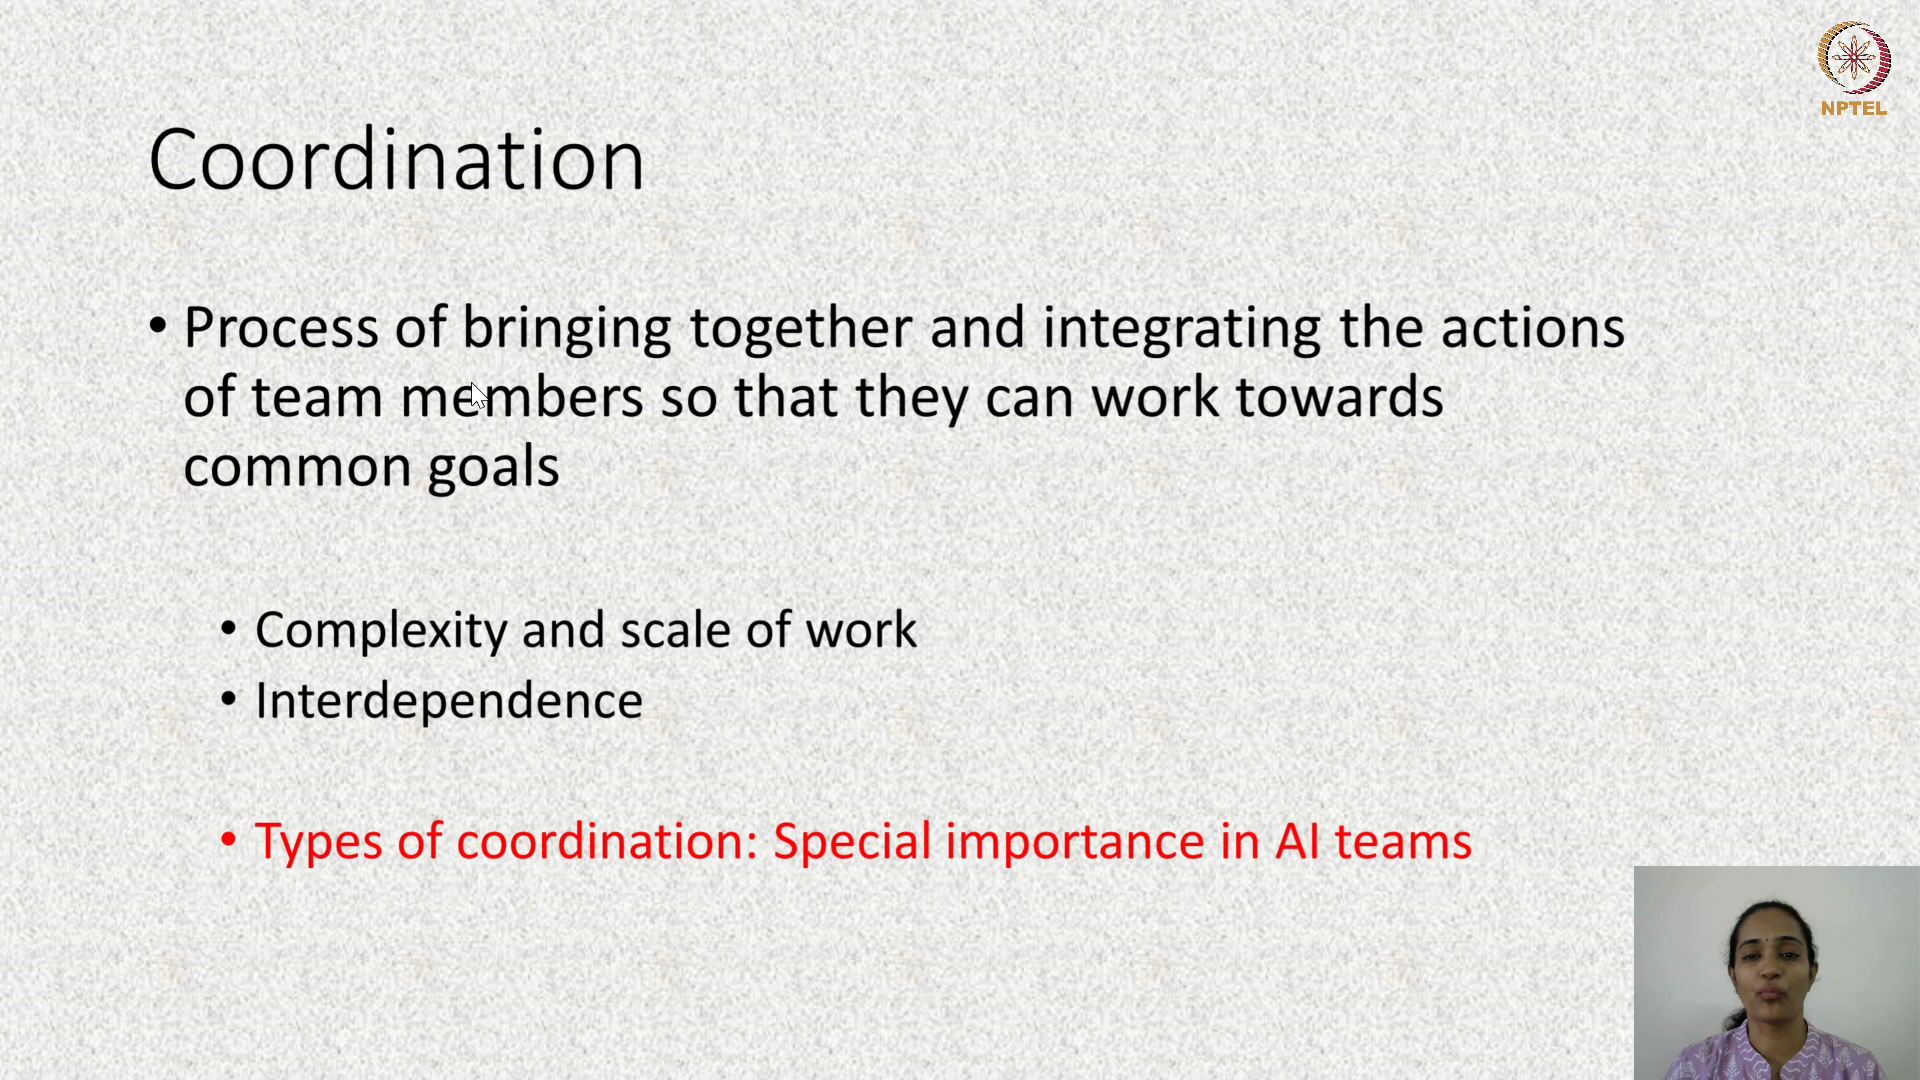 NPTEL
Coordination
• Process of bringing together and integrating the actions
of team members so that they can work towards
common goals
• Complexity and scale of work
• Interdependence
• Types of coordination: Special importance in AI teams